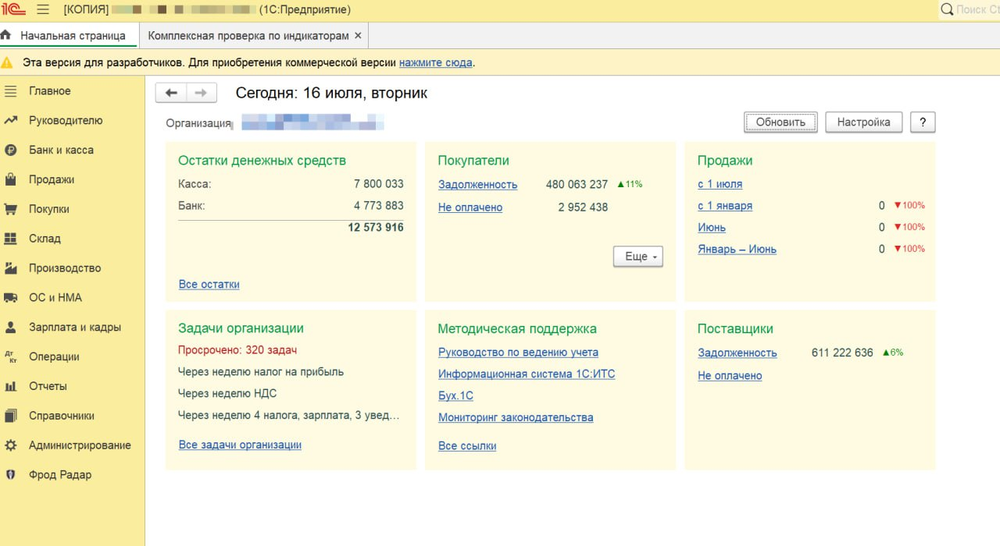 1С [КОПИЯ] (1С:Предприятие) Поиск Ct
Начальная страница Комплексная проверка по индикаторам ×
Эта версия для разработчиков. Для приобретения коммерческой версии нажмите сюда.
Главное
Руководителю
Банк и касса
Продажи
Покупки
Склад
Производство
ОС и НМА
Зарплата и кадры
Дт Кт Операции
Отчеты
Справочники
Администрирование
Фрод Радар
Сегодня: 16 июля, вторник
Организация
Обновить Настройка ?
Остатки денежных средств
Касса: 7 800 033
Банк: 4 773 883
12 573 916
Все остатки
Покупатели
Задолженность 480 063 237 ▲11%
Не оплачено 2 952 438
Еще
Продажи
с 1 июля
с 1 января 0 ▼100%
Июнь 0 ▼100%
Январь – Июнь 0 ▼100%
Задачи организации
Просрочено: 320 задач
Через неделю налог на прибыль
Через неделю НДС
Через неделю 4 налога, зарплата, 3 увед...
Все задачи организации
Методическая поддержка
Руководство по ведению учета
Информационная система 1С:ИТС
Бух.1С
Мониторинг законодательства
Все ссылки
Поставщики
Задолженность 611 222 636 ▲6%
Не оплачено